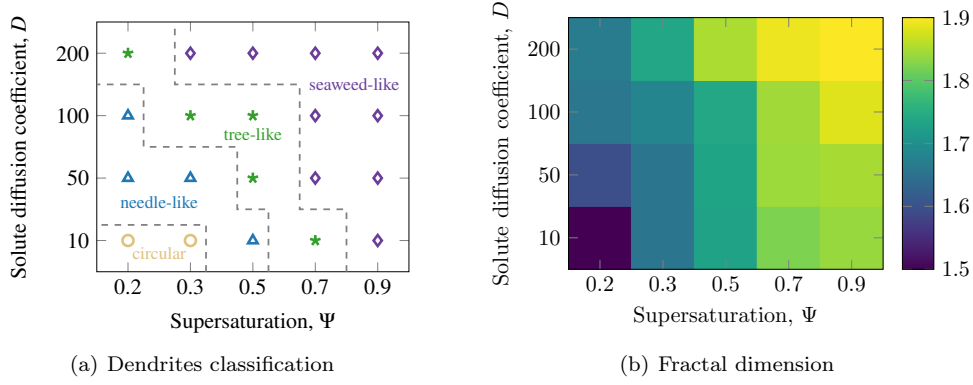 Solute diffusion coefficient, D
200
100
50
10
seaweed-like
tree-like
needle-like
circular
0.2 0.3 0.5 0.7 0.9
Supersaturation, Ψ
(a) Dendrites classification
Solute diffusion coefficient, D
200
100
50
10
0.2 0.3 0.5 0.7 0.9
Supersaturation, Ψ
1.9
1.8
1.7
1.6
1.5
(b) Fractal dimension